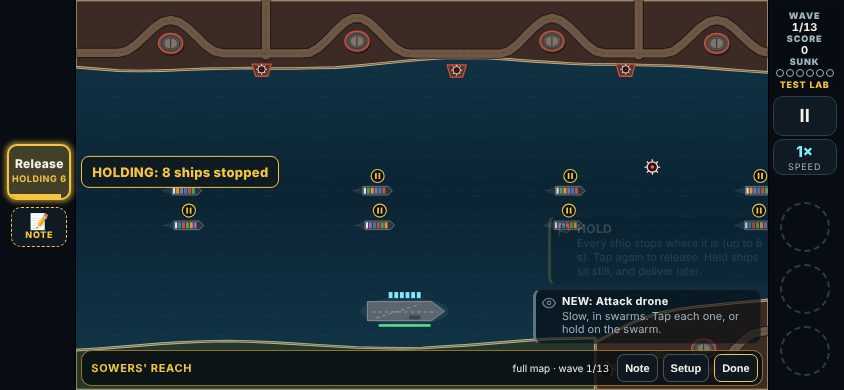 WAVE
1/13
SCORE
0
SUNK
TEST LAB
II
1×
SPEED
Release
HOLDING 6
NOTE
HOLDING: 8 ships stopped
HOLD
Every ship stops where it is (up to 6
s). Tap again to release. Held ships
sit still, and deliver later.
NEW: Attack drone
Slow, in swarms. Tap each one, or
hold on the swarm.
SOWERS' REACH
full map · wave 1/13
Note
Setup
Done